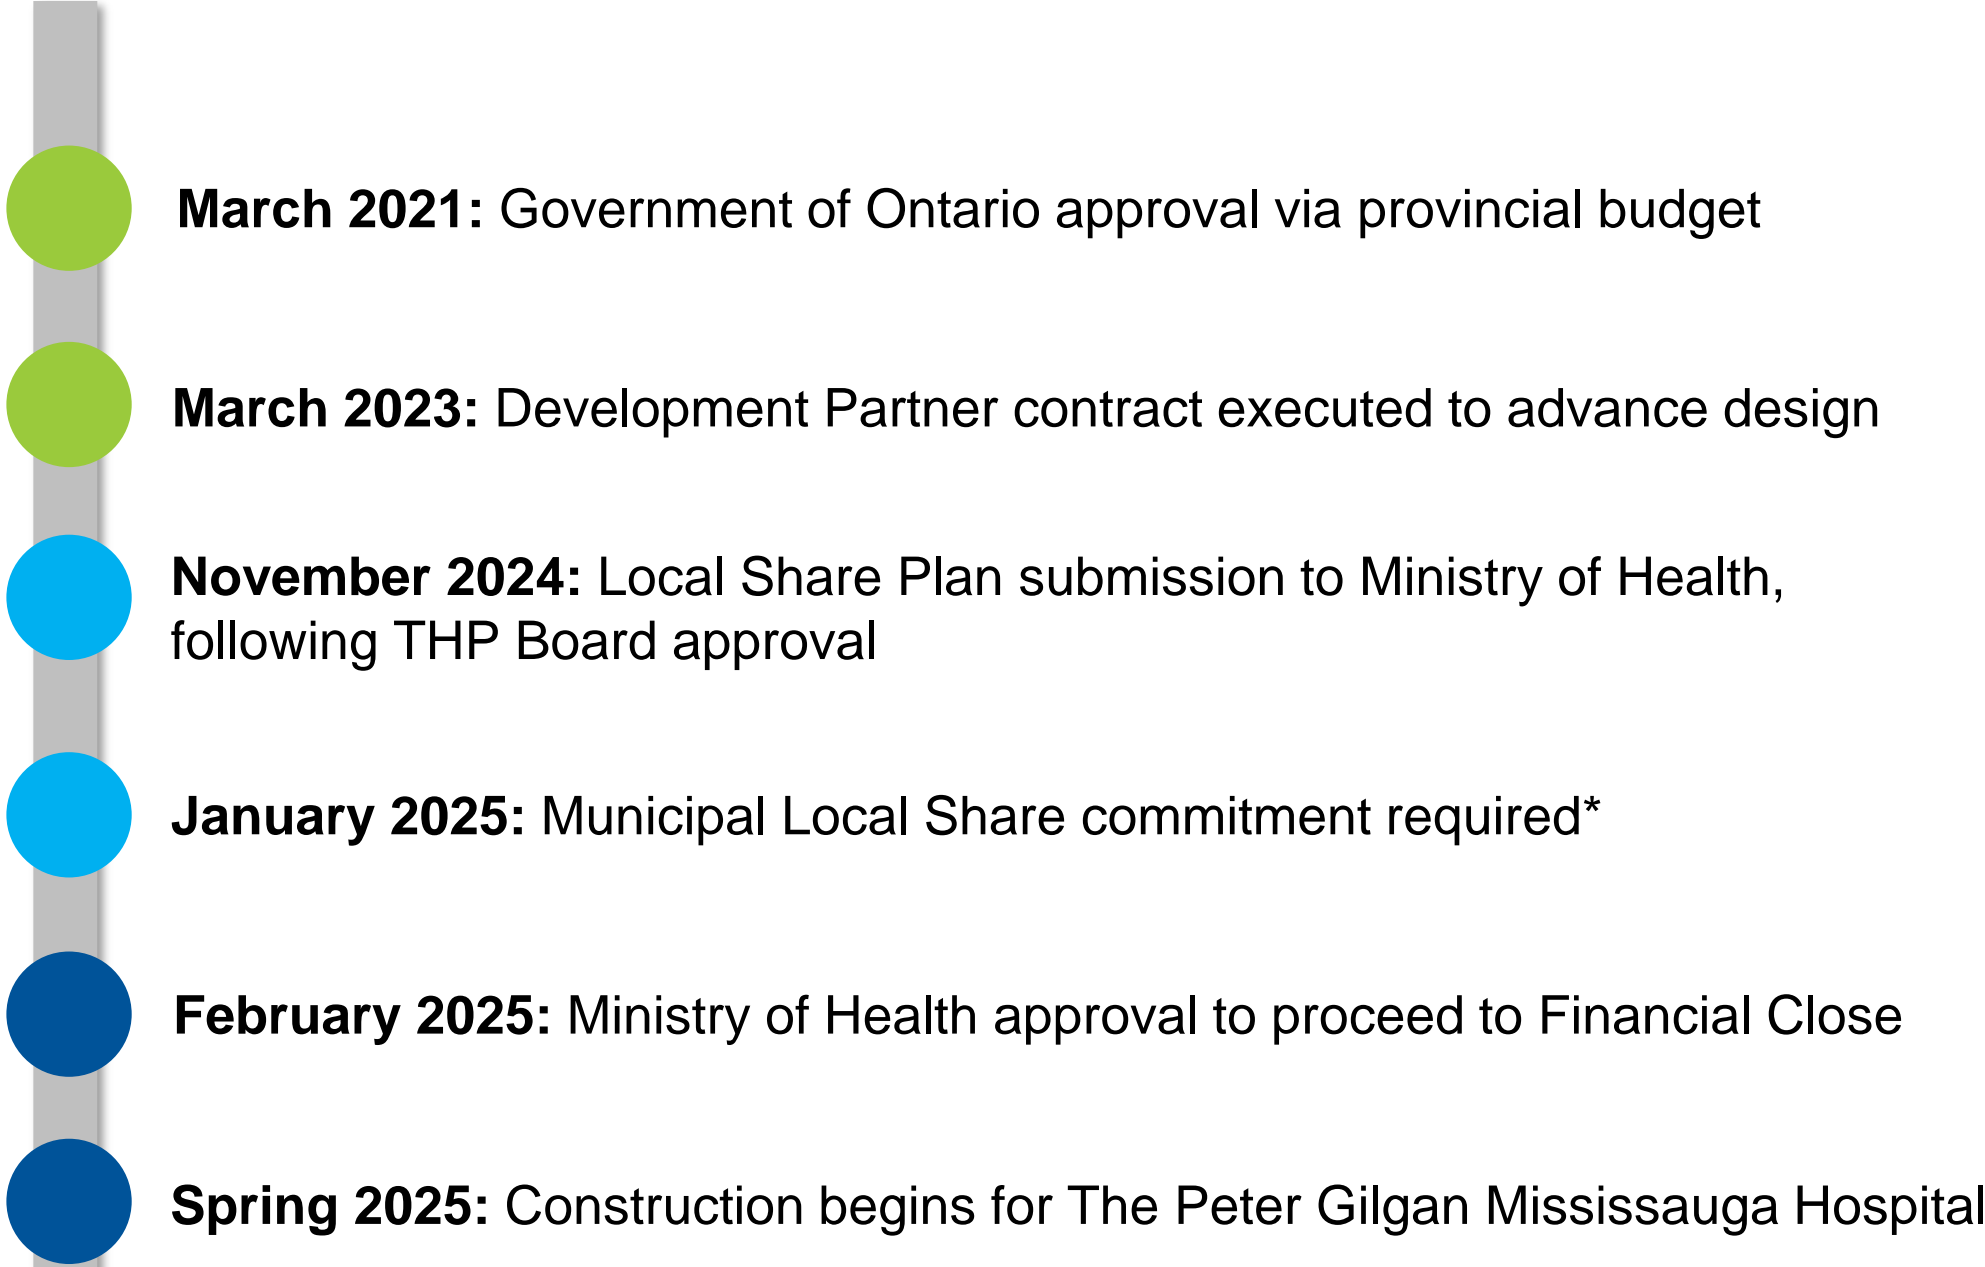 March 2021: Government of Ontario approval via provincial budget
March 2023: Development Partner contract executed to advance design
November 2024: Local Share Plan submission to Ministry of Health,
following THP Board approval
January 2025: Municipal Local Share commitment required*
February 2025: Ministry of Health approval to proceed to Financial Close
Spring 2025: Construction begins for The Peter Gilgan Mississauga Hospital